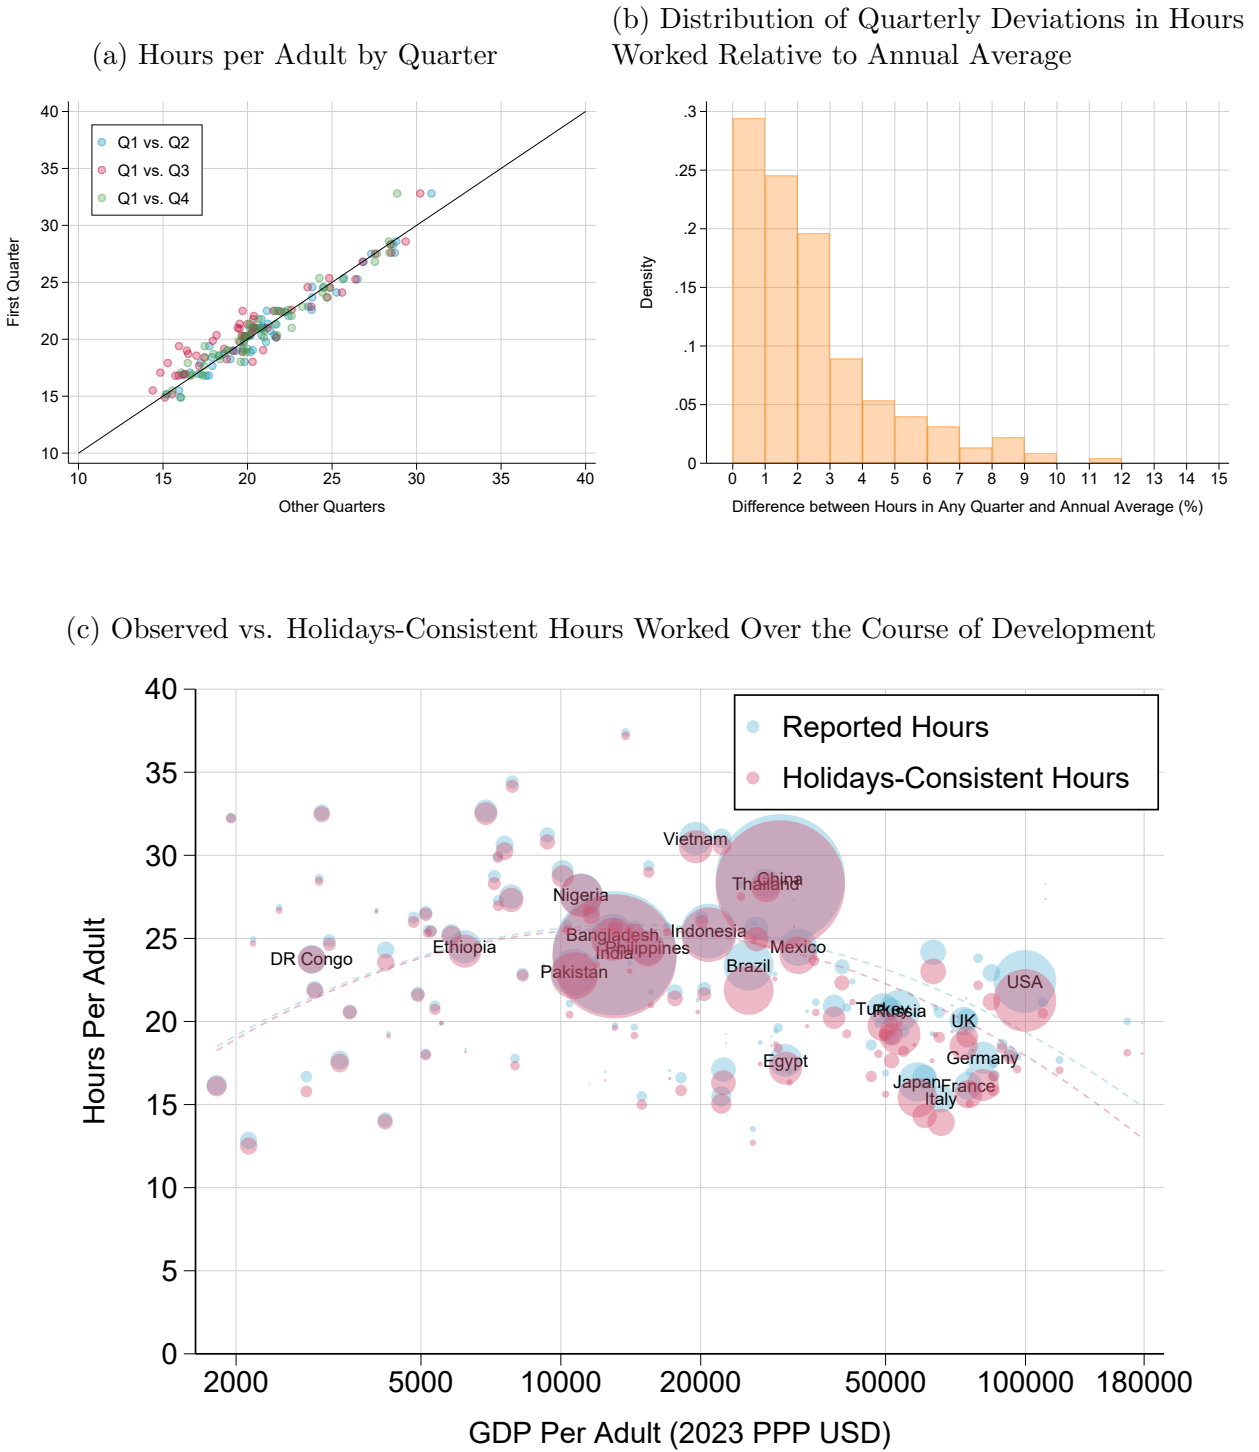 (a) Hours per Adult by Quarter
(b) Distribution of Quarterly Deviations in Hours
Worked Relative to Annual Average
40
35
30
25
20
15
10
First Quarter
Q1 vs. Q2
Q1 vs. Q3
Q1 vs. Q4
10 15 20 25 30 35 40
Other Quarters
.3
.25
.2
.15
.1
.05
0
Density
0 1 2 3 4 5 6 7 8 9 10 11 12 13 14 15
Difference between Hours in Any Quarter and Annual Average (%)
(c) Observed vs. Holidays-Consistent Hours Worked Over the Course of Development
40
35
30
25
20
15
10
5
0
Hours Per Adult
Reported Hours
Holidays-Consistent Hours
Vietnam
China
Thailand
Nigeria
Indonesia
Bangladesh
Ethiopia
Philippines
Mexico
India
DR Congo
Brazil
Pakistan
USA
Turkey
Russia
UK
Egypt
Germany
Japan
France
Italy
2000 5000 10000 20000 50000 100000 180000
GDP Per Adult (2023 PPP USD)